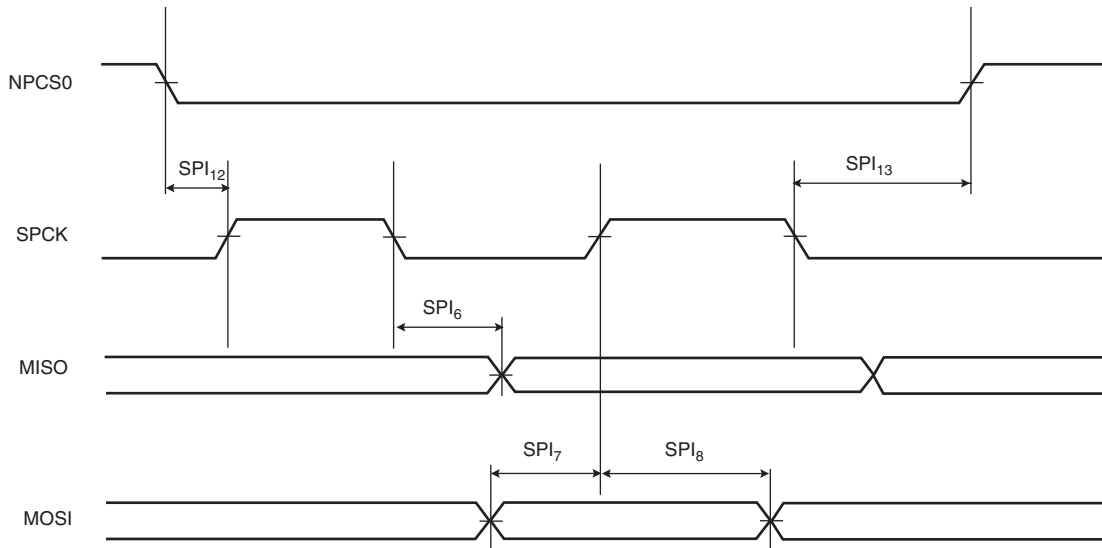 NPCS0
SPI₁₂
SPI₁₃
SPCK
SPI₆
MISO
SPI₇
SPI₈
MOSI